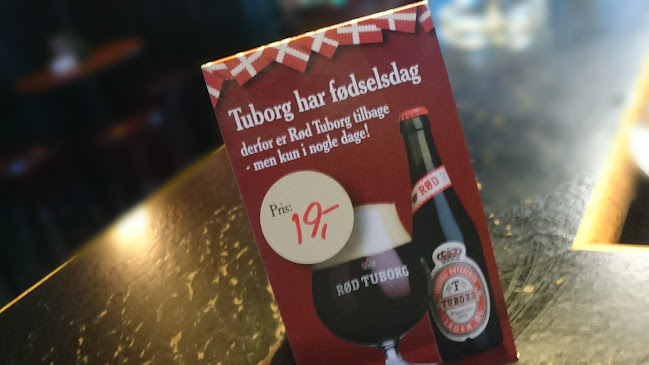 Tuborg har fødselsdag
derfor er Rød Tuborg tilbage
- men kun i nogle dage!
Pris:
19,-
RØD TUBORG
RØD
T
TUBORG